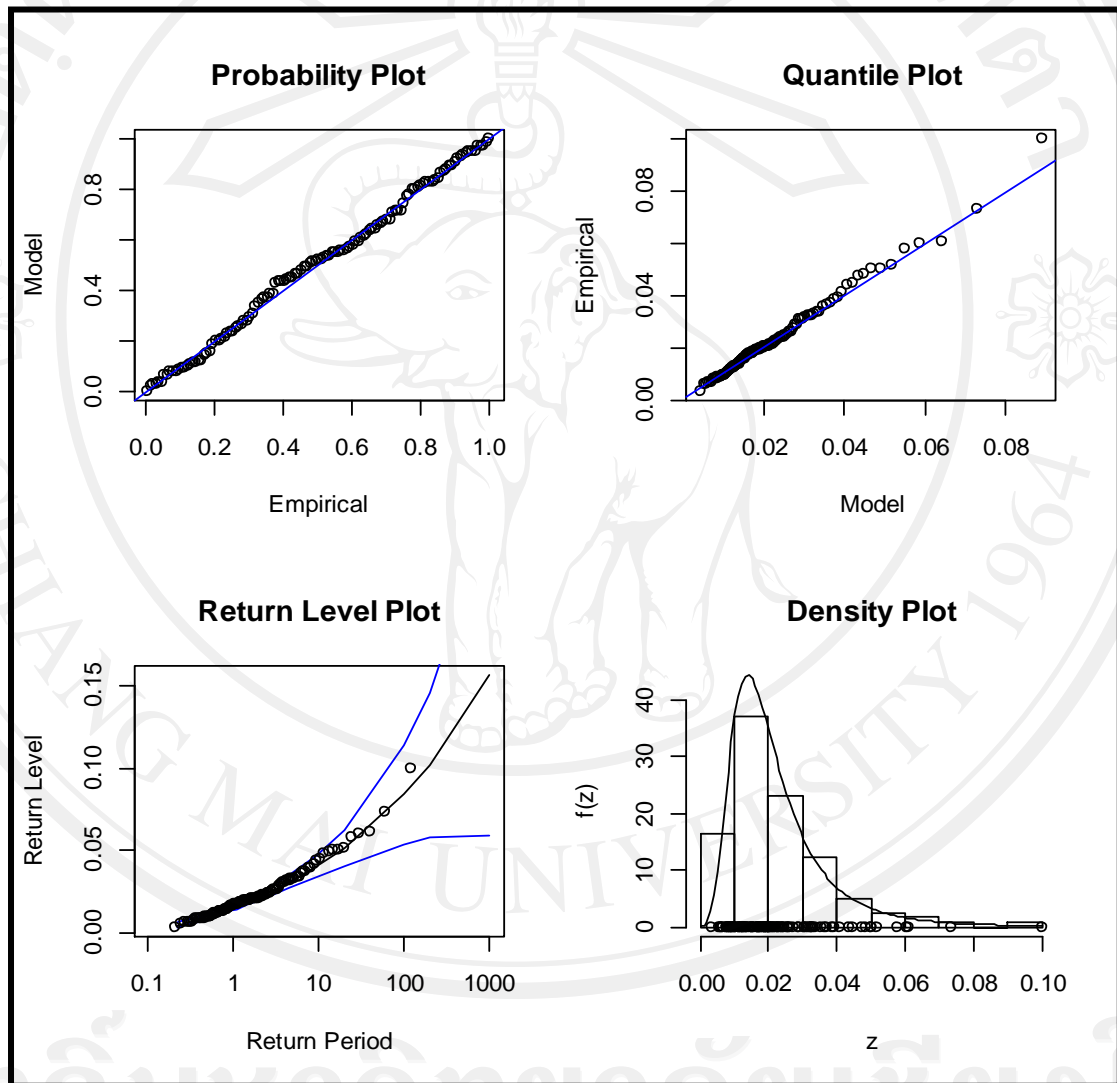 Probability Plot
Model
0.0 0.4 0.8
0.0 0.2 0.4 0.6 0.8 1.0
Empirical
Quantile Plot
Empirical
0.00 0.04 0.08
0.02 0.04 0.06 0.08
Model
Return Level Plot
Return Level
0.00 0.05 0.10 0.15
0.1 1 10 100 1000
Return Period
Density Plot
f(z)
0 10 20 30 40
0.00 0.02 0.04 0.06 0.08 0.10
z
MAI UNIVERSITY 1964